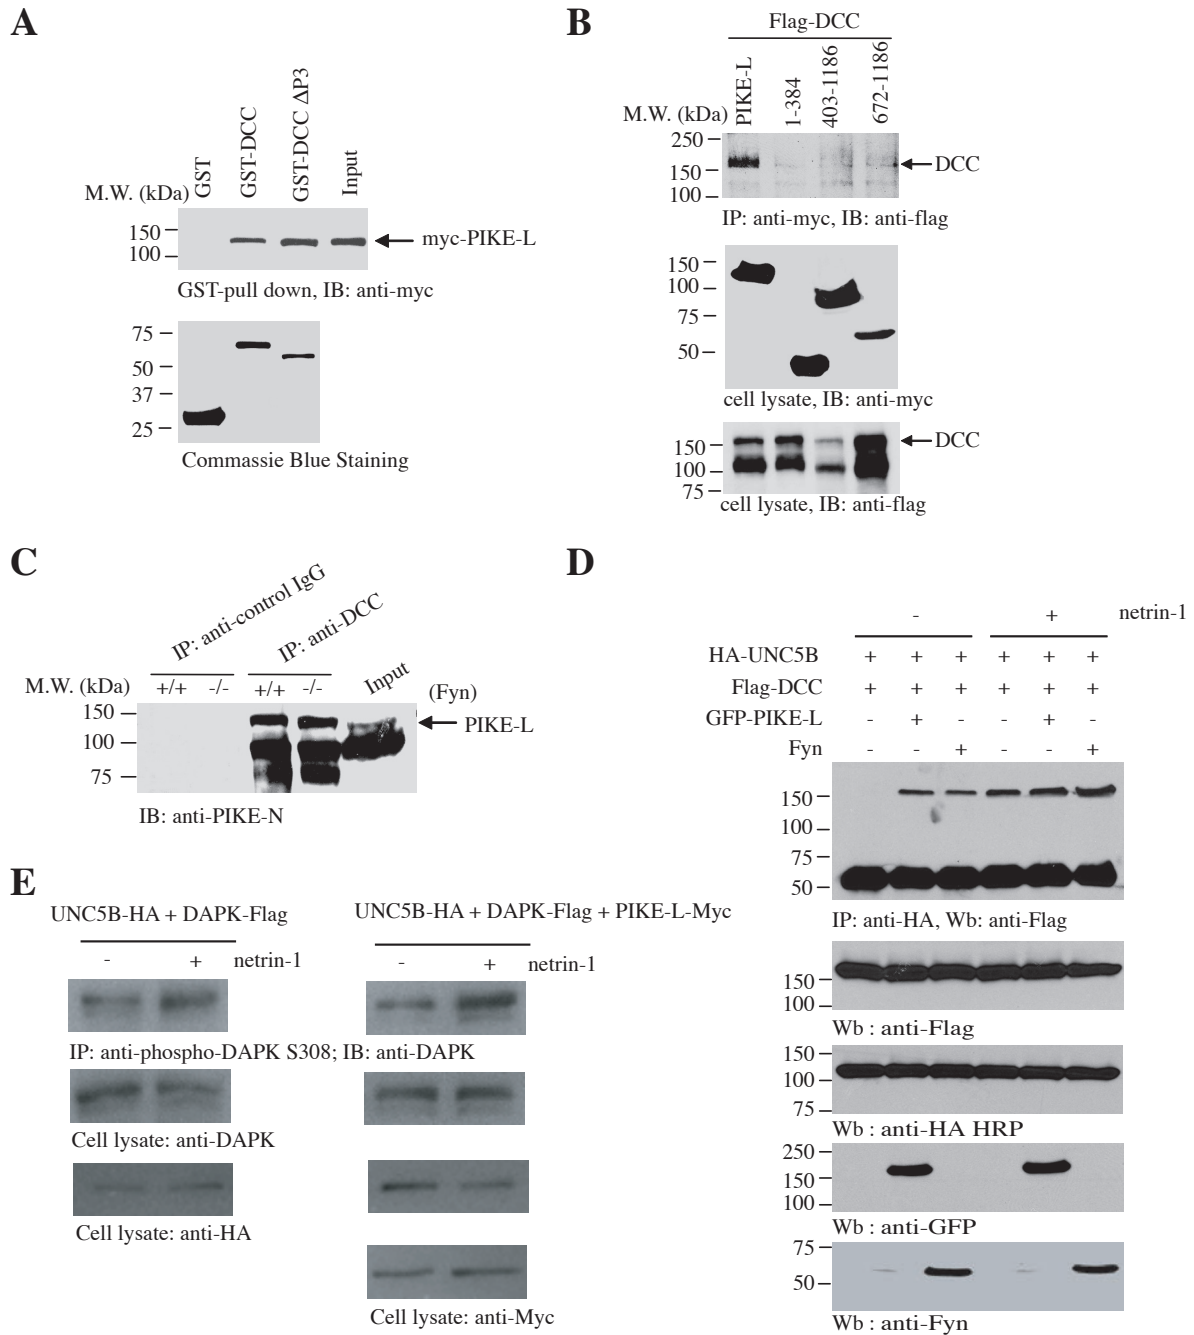 A
GST
GST-DCC
GST-DCC ΔP3
Input
M.W. (kDa)
150
100
myc-PIKE-L
GST-pull down, IB: anti-myc
75
50
37
25
Commassie Blue Staining
B
Flag-DCC
PIKE-L
1-384
403-1186
672-1186
M.W. (kDa)
250
150
100
DCC
IP: anti-myc, IB: anti-flag
150
100
75
50
cell lysate, IB: anti-myc
150
100
75
DCC
cell lysate, IB: anti-flag
C
IP: anti-control IgG
IP: anti-DCC
Input
M.W. (kDa) +/+ -/- +/+ -/- (Fyn)
150
100
75
PIKE-L
IB: anti-PIKE-N
D
- + netrin-1
HA-UNC5B + + + + + +
Flag-DCC + + + + + +
GFP-PIKE-L - + - - + -
Fyn - - + - - +
150
100
75
50
IP: anti-HA, Wb: anti-Flag
150
100
Wb : anti-Flag
150
100
75
Wb : anti-HA HRP
250
150
100
Wb : anti-GFP
75
50
Wb : anti-Fyn
E
UNC5B-HA + DAPK-Flag
- + netrin-1
UNC5B-HA + DAPK-Flag + PIKE-L-Myc
- + netrin-1
IP: anti-phospho-DAPK S308; IB: anti-DAPK
Cell lysate: anti-DAPK
Cell lysate: anti-HA
Cell lysate: anti-Myc